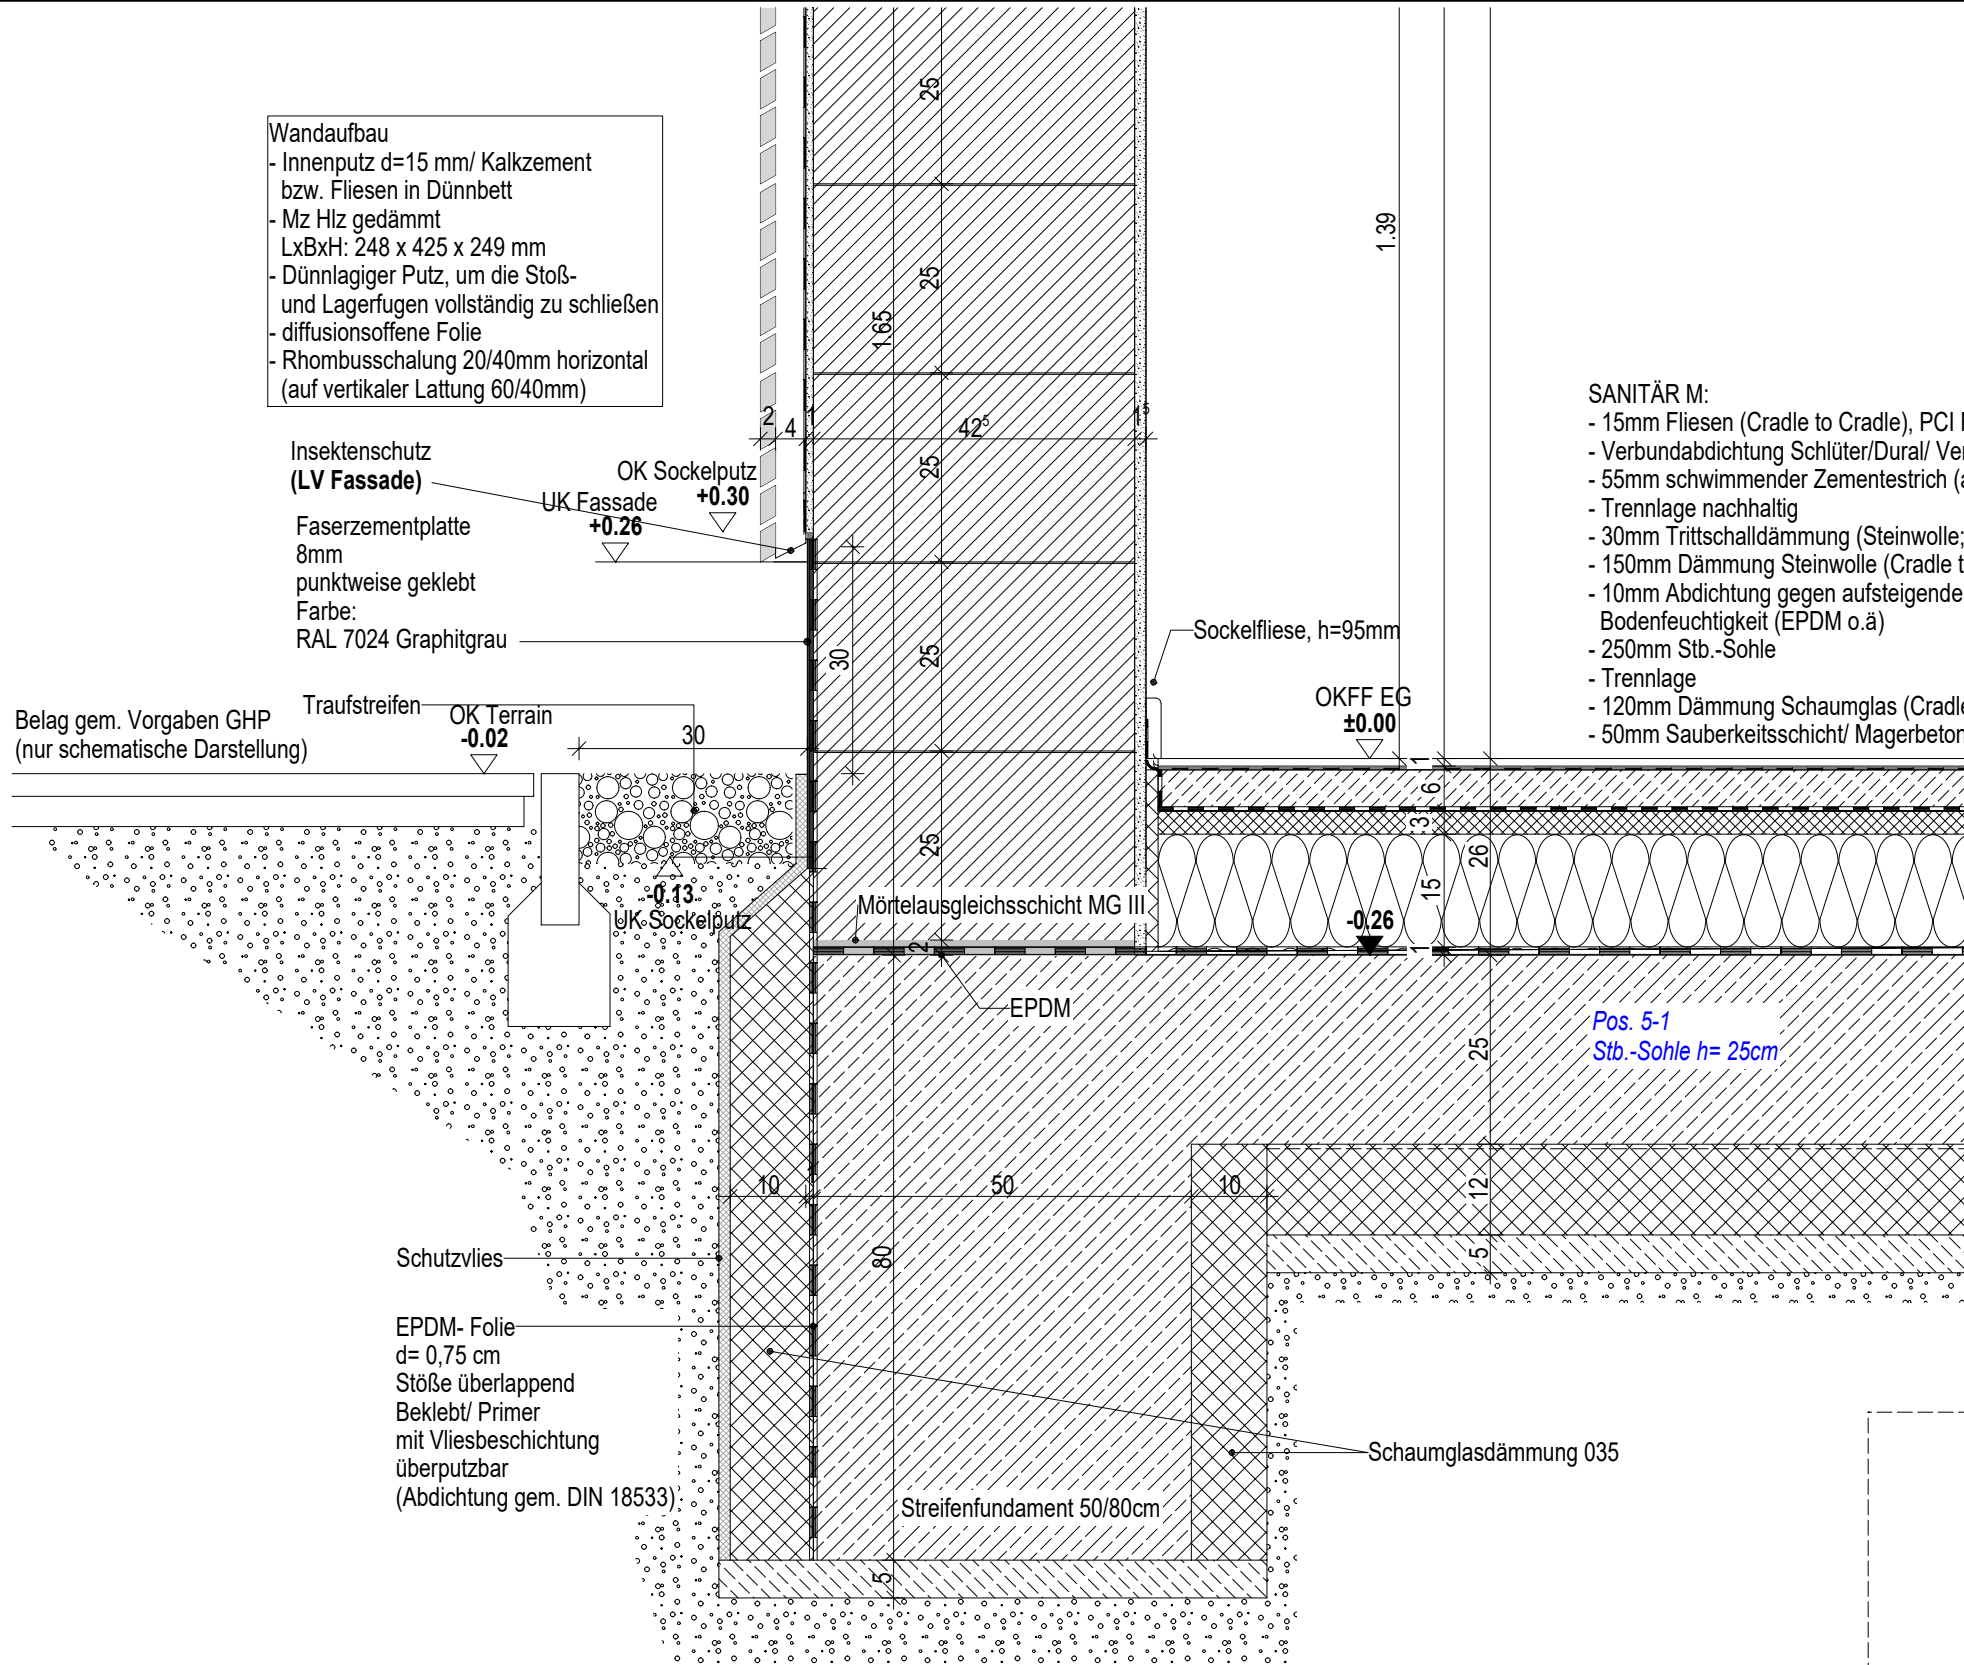 Wandaufbau
- Innenputz d=15 mm/ Kalkzement
bzw. Fliesen in Dünnbett
- Mz Hlz gedämmt
LxBxH: 248 x 425 x 249 mm
- Dünnlagiger Putz, um die Stoß-
und Lagerfugen vollständig zu schließen
- diffusionsoffene Folie
- Rhombusschalung 20/40mm horizontal
(auf vertikaler Lattung 60/40mm)
Insektenschutz
(LV Fassade)
Faserzementplatte
8mm
punktweise geklebt
Farbe:
RAL 7024 Graphitgrau
OK Sockelputz
+0.30
UK Fassade
+0.26
Traufstreifen
Belag gem. Vorgaben GHP
(nur schematische Darstellung)
OK Terrain
-0.02
30
-0.13
UK Sockelputz
2
4
1
42⁵
1⁵
25
25
25
25
25
1.65
30
2
1.39
SANITÄR M:
- 15mm Fliesen (Cradle to Cradle), PCI
- Verbundabdichtung Schlüter/Dural/
- 55mm schwimmender Zementestrich
- Trennlage nachhaltig
- 30mm Trittschalldämmung (Steinwolle;
- 150mm Dämmung Steinwolle (Cradle
- 10mm Abdichtung gegen aufsteigende
Bodenfeuchtigkeit (EPDM o.ä)
- 250mm Stb.-Sohle
- Trennlage
- 120mm Dämmung Schaumglas
- 50mm Sauberkeitsschicht/ Magerbeton
Sockelfliese, h=95mm
OKFF EG
±0.00
1
6
3
15
1
26
-0.26
Mörtelausgleichsschicht MG III
EPDM
Pos. 5-1
Stb.-Sohle h= 25cm
25
12
5
10
50
10
80
5
Schutzvlies
EPDM- Folie
d= 0,75 cm
Stöße überlappend
Beklebt/ Primer
mit Vliesbeschichtung
überputzbar
(Abdichtung gem. DIN 18533)
Schaumglasdämmung 035
Streifenfundament 50/80cm